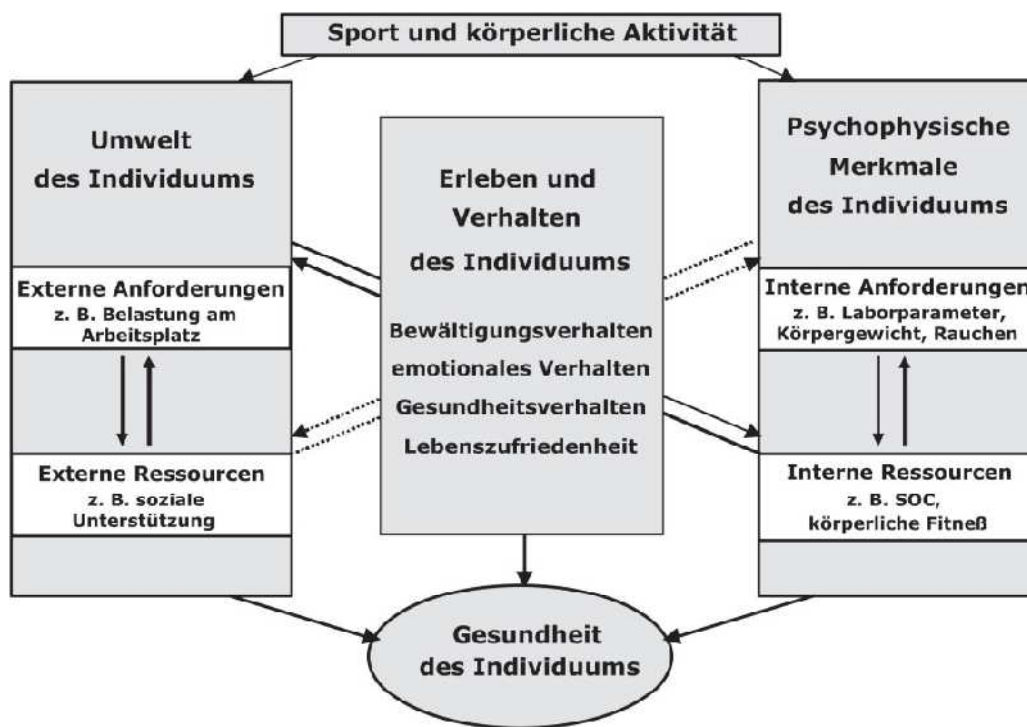 Sport und körperliche Aktivität
Umwelt
des Individuums
Externe Anforderungen
z. B. Belastung am
Arbeitsplatz
Externe Ressourcen
z. B. soziale
Unterstützung
Erleben und
Verhalten
des Individuums
Bewältigungsverhalten
emotionales Verhalten
Gesundheitsverhalten
Lebenszufriedenheit
Psychophysische
Merkmale
des Individuums
Interne Anforderungen
z. B. Laborparameter,
Körpergewicht, Rauchen
Interne Ressourcen
z. B. SOC,
körperliche Fitneß
Gesundheit
des Individuums